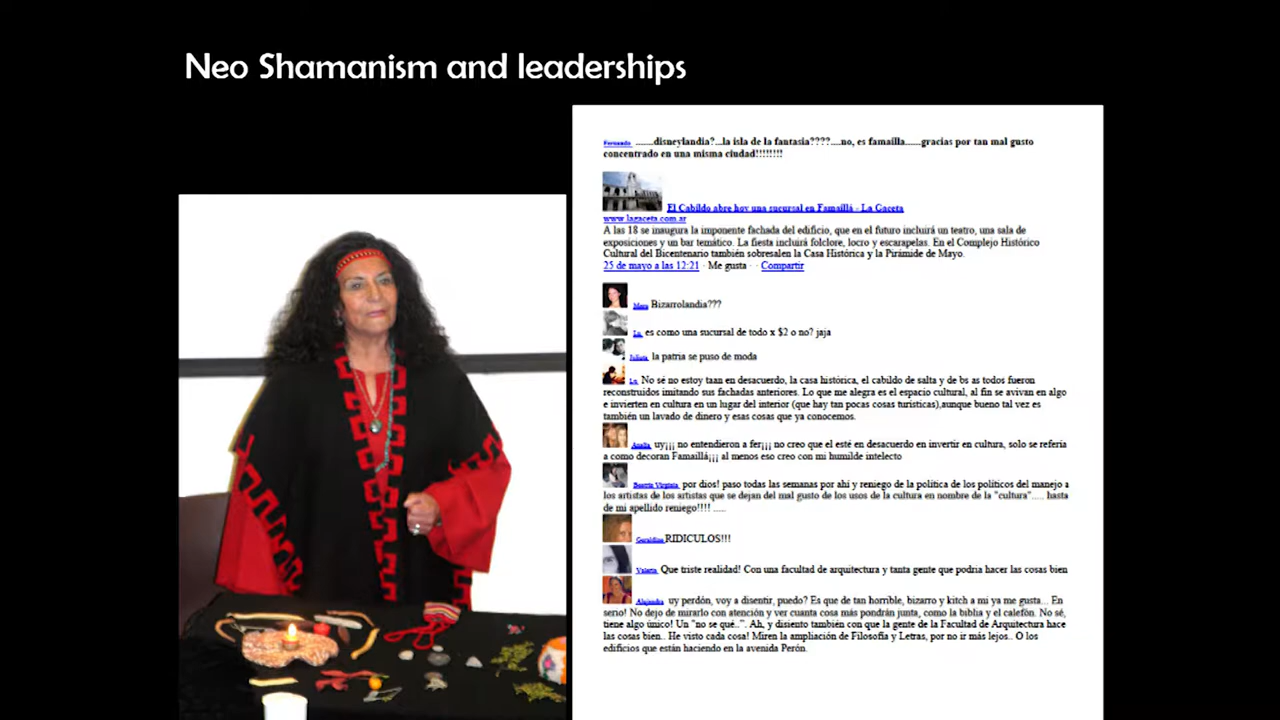 Neo Shamanism and leaderships
Fernando .......disneylandia?...la isla de la fantasia????....no, es famailla......gracias por tan mal gusto
concentrado en una misma ciudad!!!!!!!!
El Cabildo abre hoy una sucursal en Famaillá - La Gaceta
www.lagaceta.com.ar
A las 18 se inaugura la imponente fachada del edificio, que en el futuro incluirá un teatro, una sala de
exposiciones y un bar temático. La fiesta incluirá folclore, locro y escarapelas. En el Complejo Histórico
Cultural del Bicentenario también sobresalen la Casa Histórica y la Pirámide de Mayo.
25 de mayo a las 12:21 · Me gusta · · Compartir
Bizarrolandia???
Lu es como una sucursal de todo x $2 o no? jaja
Julieta la patria se puso de moda
Lu No sé no estoy taan en desacuerdo, la casa histórica, el cabildo de salta y de bs as todos fueron
reconstruidos imitando sus fachadas anteriores. Lo que me alegra es el espacio cultural, al fin se avivan en algo
e invierten en cultura en un lugar del interior (que hay tan pocas cosas turísticas),aunque bueno tal vez es
también un lavado de dinero y esas cosas que ya conocemos.
Analia uy¡¡¡ no entendieron a fer¡¡¡ no creo que el esté en desacuerdo en invertir en cultura, solo se refería
a como decoran Famaillá¡¡¡ al menos eso creo con mi humilde intelecto
Beatriz Virginia por dios! paso todas las semanas por ahi y reniego de la politica de los politicos del manejo a
los artistas de los artistas que se dejan del mal gusto de los usos de la cultura en nombre de la "cultura"..... hasta
de mi apellido reniego!!!! .....
Geraldina RIDICULOS!!!
Valeria Que triste realidad! Con una facultad de arquitectura y tanta gente que podria hacer las cosas bien
Alejandra uy perdón, voy a disentir, puedo? Es que de tan horrible, bizarro y kitch a mi ya me gusta... En
serio! No dejo de mirarlo con atención y ver cuanta cosa más pondrán junta, como la biblia y el calefón. No sé,
tiene algo único! Un "no se qué..". Ah, y disiento también con que la gente de la Facultad de Arquitectura hace
las cosas bien.. He visto cada cosa! Miren la ampliación de Filosofía y Letras, por no ir más lejos.. O los
edificios que están haciendo en la avenida Perón.